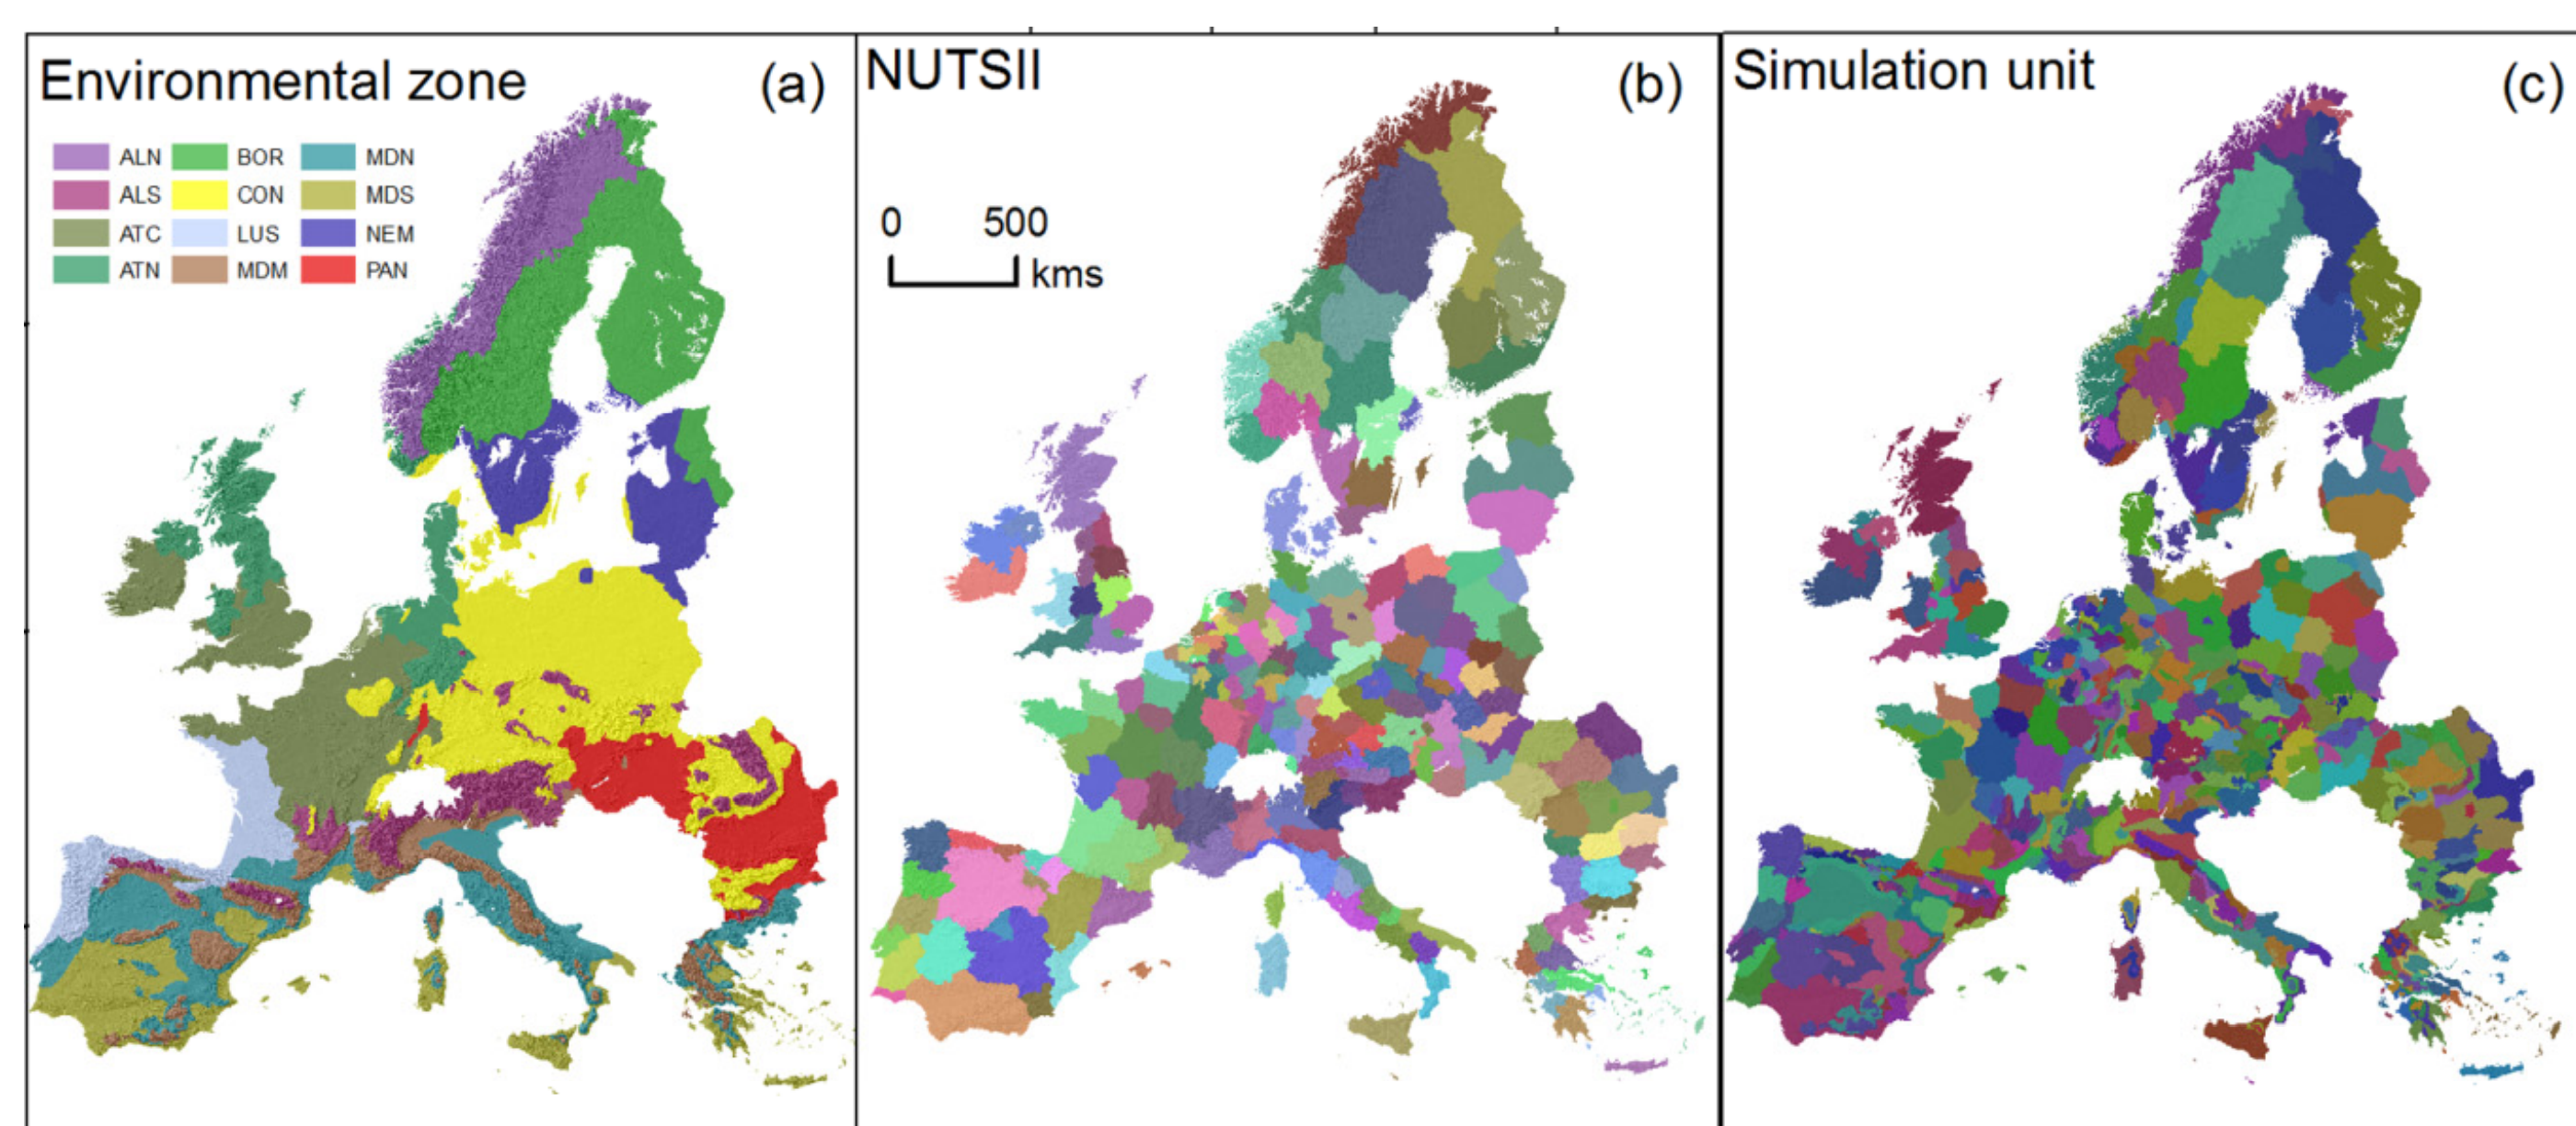 Environmental zone (a)
ALN BOR MDN
ALS CON MDS
ATC LUS NEM
ATN MDM PAN
NUTSII (b)
0 500
kms
Simulation unit (c)